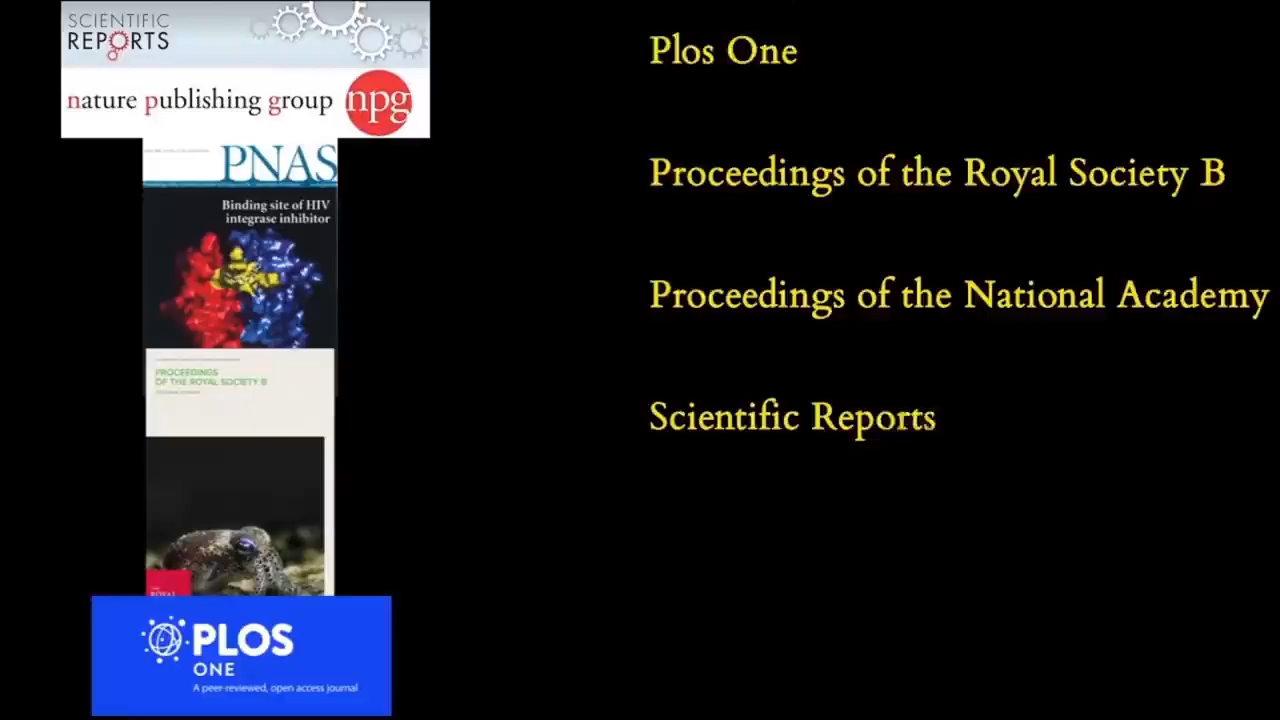 SCIENTIFIC
REPORTS
nature publishing group npg
PNAS
Binding site of HIV
integrase inhibitor
PROCEEDINGS
OF THE ROYAL SOCIETY B
ROYAL
PLOS
ONE
A peer-reviewed, open access journal
Plos One
Proceedings of the Royal Society B
Proceedings of the National Academy
Scientific Reports